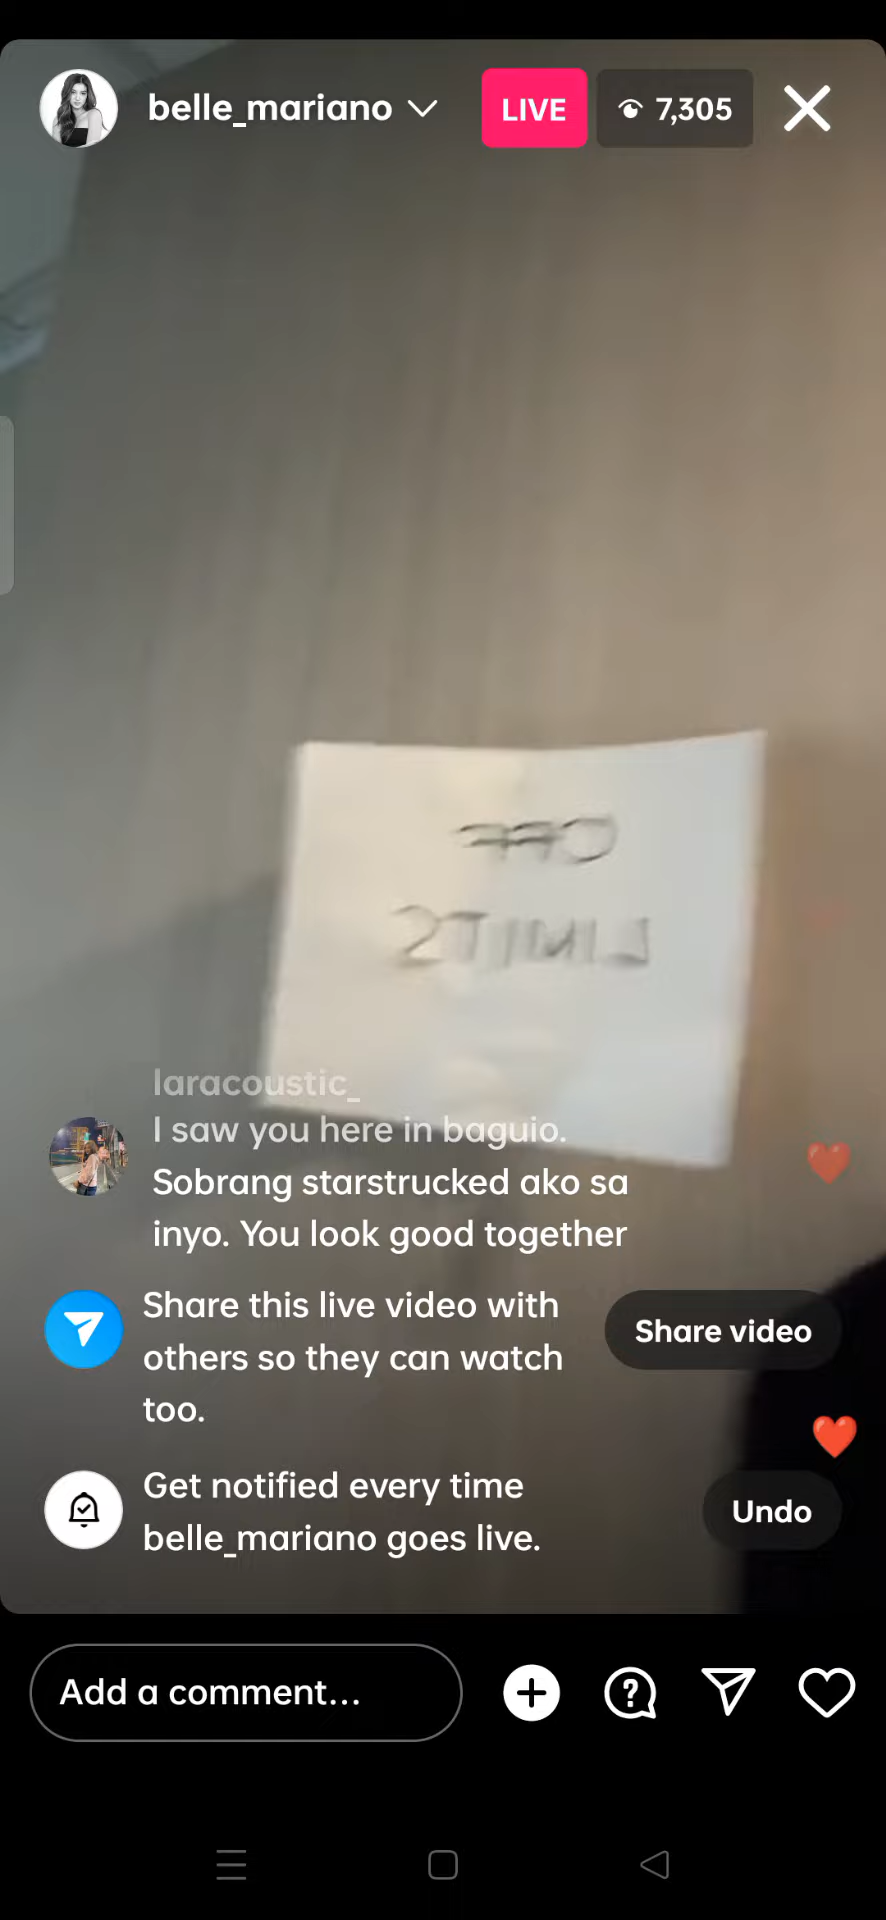 belle_mariano
LIVE
7,305
OFF
LIMITS
laracoustic_
I saw you here in baguio.
Sobrang starstrucked ako sa
inyo. You look good together
Share this live video with
others so they can watch
too.
Share video
Get notified every time
belle_mariano goes live.
Undo
Add a comment...